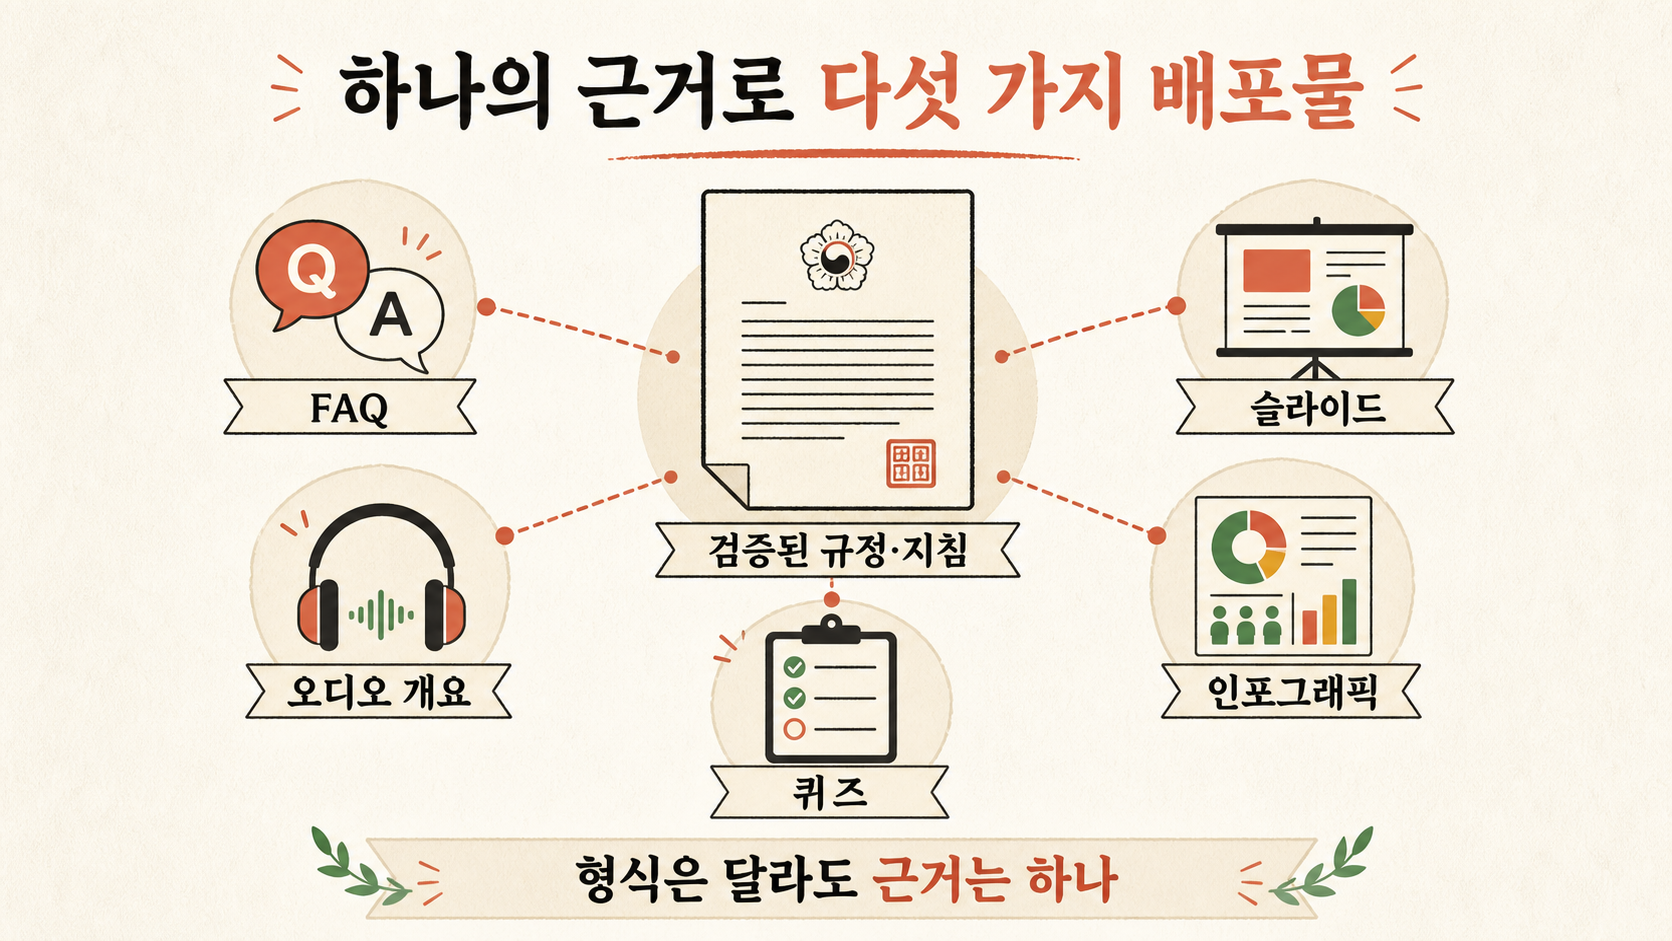 하나의 근거로 다섯 가지 배포물
Q
A
FAQ
슬라이드
검증된 규정·지침
오디오 개요
인포그래픽
퀴즈
형식은 달라도 근거는 하나